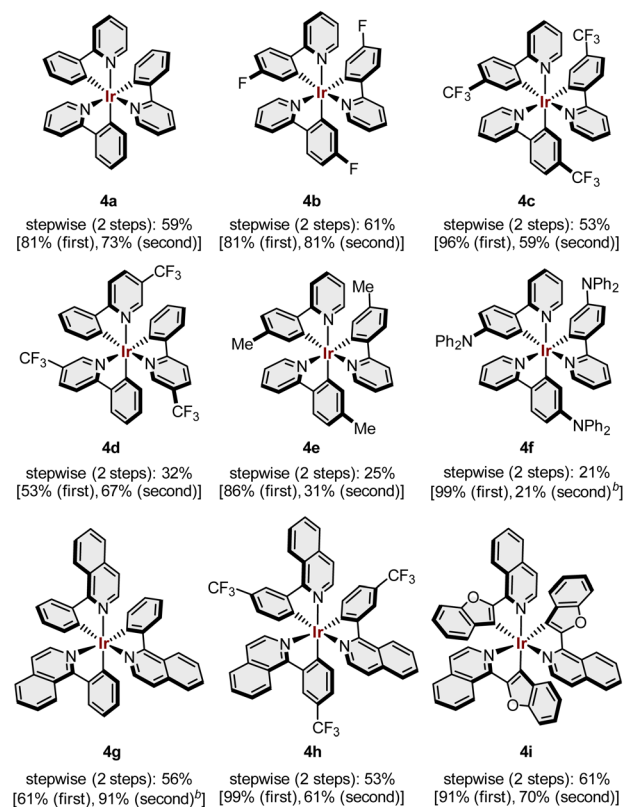 N
Ir
N
N
4a
stepwise (2 steps): 59%
[81% (first), 73% (second)]
F
F
N
Ir
N
N
F
4b
stepwise (2 steps): 61%
[81% (first), 81% (second)]
CF3
CF3
N
Ir
N
N
CF3
4c
stepwise (2 steps): 53%
[96% (first), 59% (second)]
CF3
N
Ir
CF3
N
N
CF3
4d
stepwise (2 steps): 32%
[53% (first), 67% (second)]
Me
N
Me
Ir
N
N
Me
4e
stepwise (2 steps): 25%
[86% (first), 31% (second)]
NPh2
N
Ph2N
Ir
N
N
NPh2
4f
stepwise (2 steps): 21%
[99% (first), 21% (second)b]
N
Ir
N
N
4g
stepwise (2 steps): 56%
[61% (first), 91% (second)b]
CF3
CF3
N
Ir
N
N
CF3
4h
stepwise (2 steps): 53%
[99% (first), 61% (second)]
O
N
O
Ir
N
N
O
4i
stepwise (2 steps): 61%
[91% (first), 70% (second)]